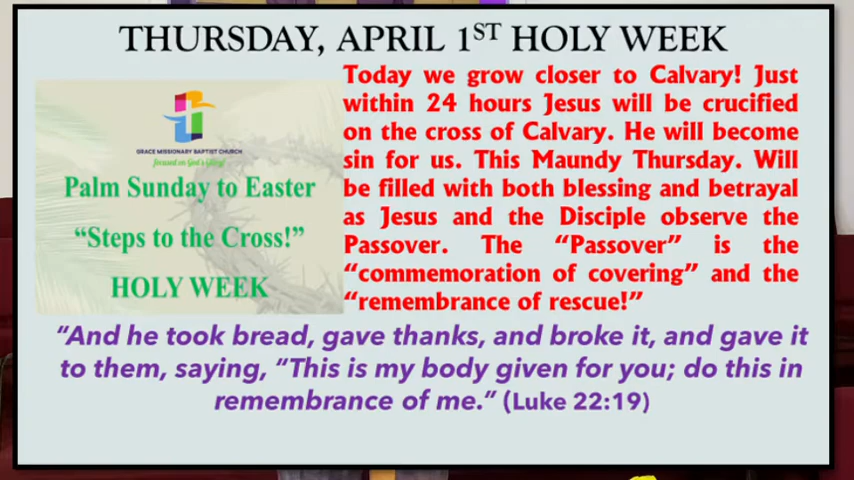 THURSDAY, APRIL 1ST HOLY WEEK
GRACE MISSIONARY BAPTIST CHURCH
focused on God's Glory!
Palm Sunday to Easter
“Steps to the Cross!”
HOLY WEEK
Today we grow closer to Calvary! Just
within 24 hours Jesus will be crucified
on the cross of Calvary. He will become
sin for us. This Maundy Thursday. Will
be filled with both blessing and betrayal
as Jesus and the Disciple observe the
Passover. The “Passover” is the
“commemoration of covering” and the
“remembrance of rescue!”
“And he took bread, gave thanks, and broke it, and gave it
to them, saying, “This is my body given for you; do this in
remembrance of me.” (Luke 22:19)